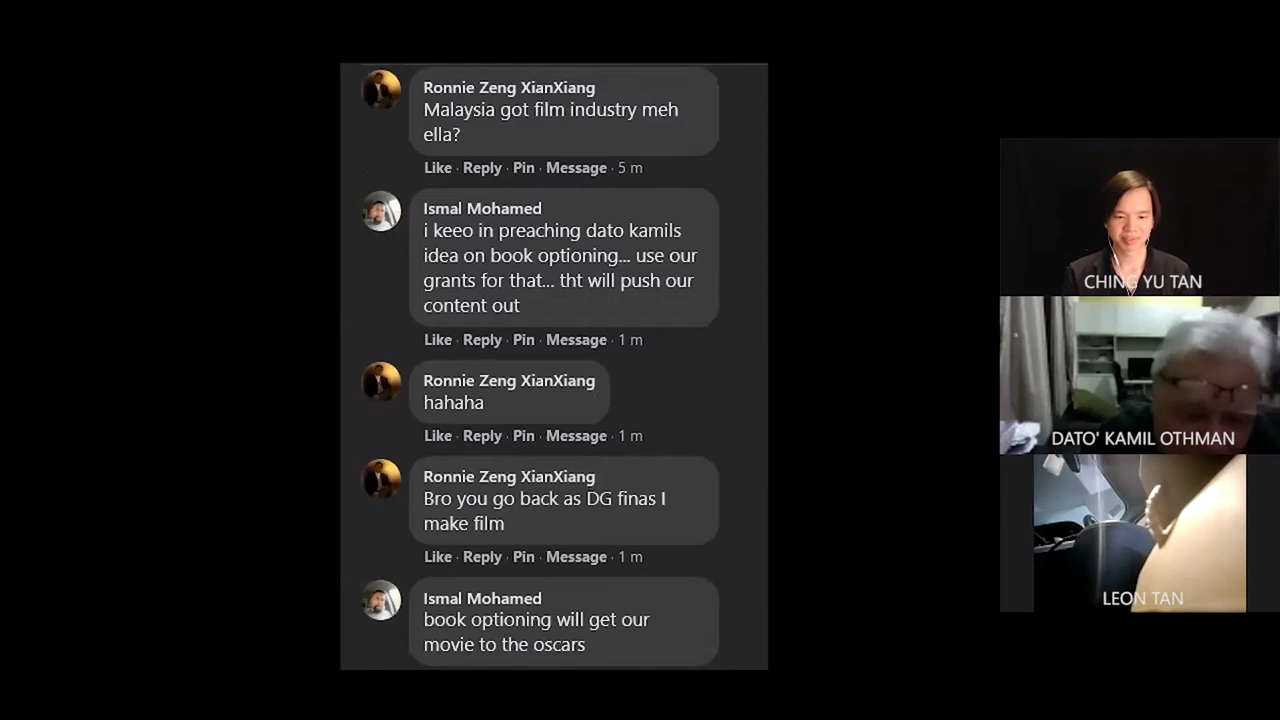 Ronnie Zeng XianXiang
Malaysia got film industry meh
ella?
Like · Reply · Pin · Message · 5 m
Ismal Mohamed
i keeo in preaching dato kamils
idea on book optioning... use our
grants for that... tht will push our
content out
Like · Reply · Pin · Message · 1 m
Ronnie Zeng XianXiang
hahaha
Like · Reply · Pin · Message · 1 m
Ronnie Zeng XianXiang
Bro you go back as DG finas I
make film
Like · Reply · Pin · Message · 1 m
Ismal Mohamed
book optioning will get our
movie to the oscars
CHING YU TAN
DATO' KAMIL OTHMAN
LEON TAN